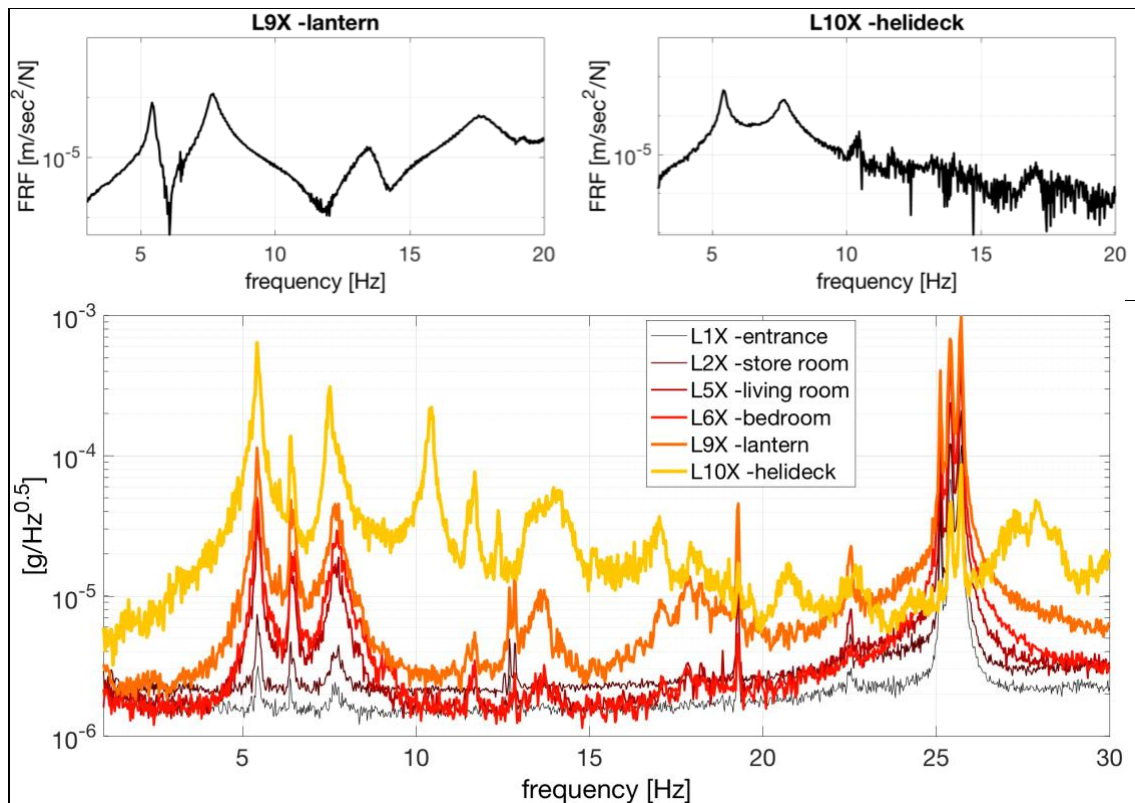 L9X -lantern
FRF [m/sec²/N]
10⁻⁵
5 10 15 20
frequency [Hz]
L10X -helideck
FRF [m/sec²/N]
10⁻⁵
5 10 15 20
frequency [Hz]
[g/Hz⁰·⁵]
10⁻³
10⁻⁴
10⁻⁵
10⁻⁶
L1X -entrance
L2X -store room
L5X -living room
L6X -bedroom
L9X -lantern
L10X -helideck
5 10 15 20 25 30
frequency [Hz]